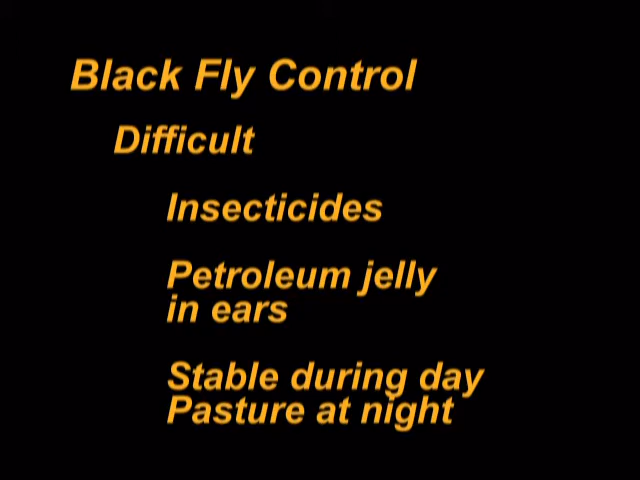 Black Fly Control
Difficult
Insecticides
Petroleum jelly
in ears
Stable during day
Pasture at night